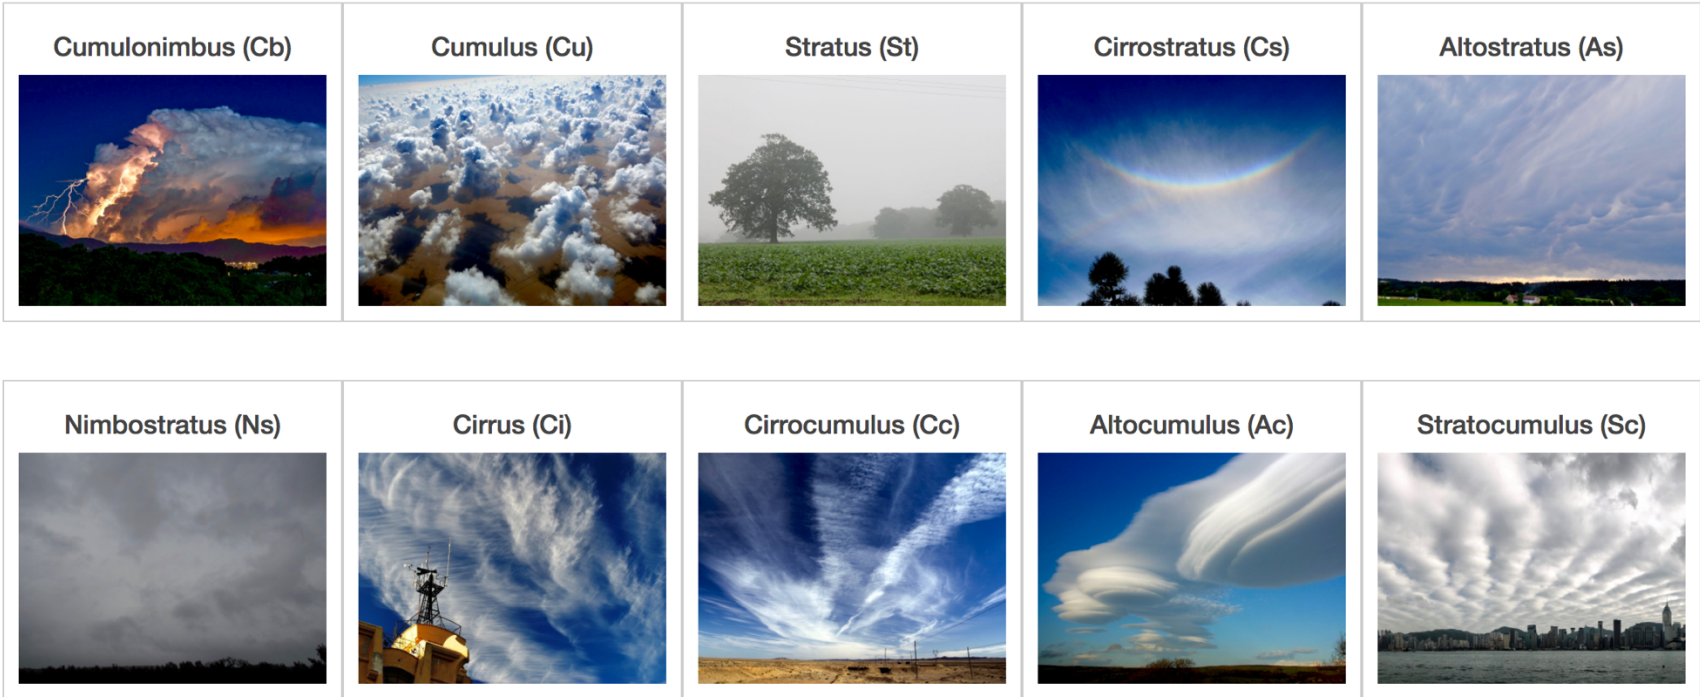 Cumulonimbus (Cb)
Cumulus (Cu)
Stratus (St)
Cirrostratus (Cs)
Altostratus (As)
Nimbostratus (Ns)
Cirrus (Ci)
Cirrocumulus (Cc)
Altocumulus (Ac)
Stratocumulus (Sc)